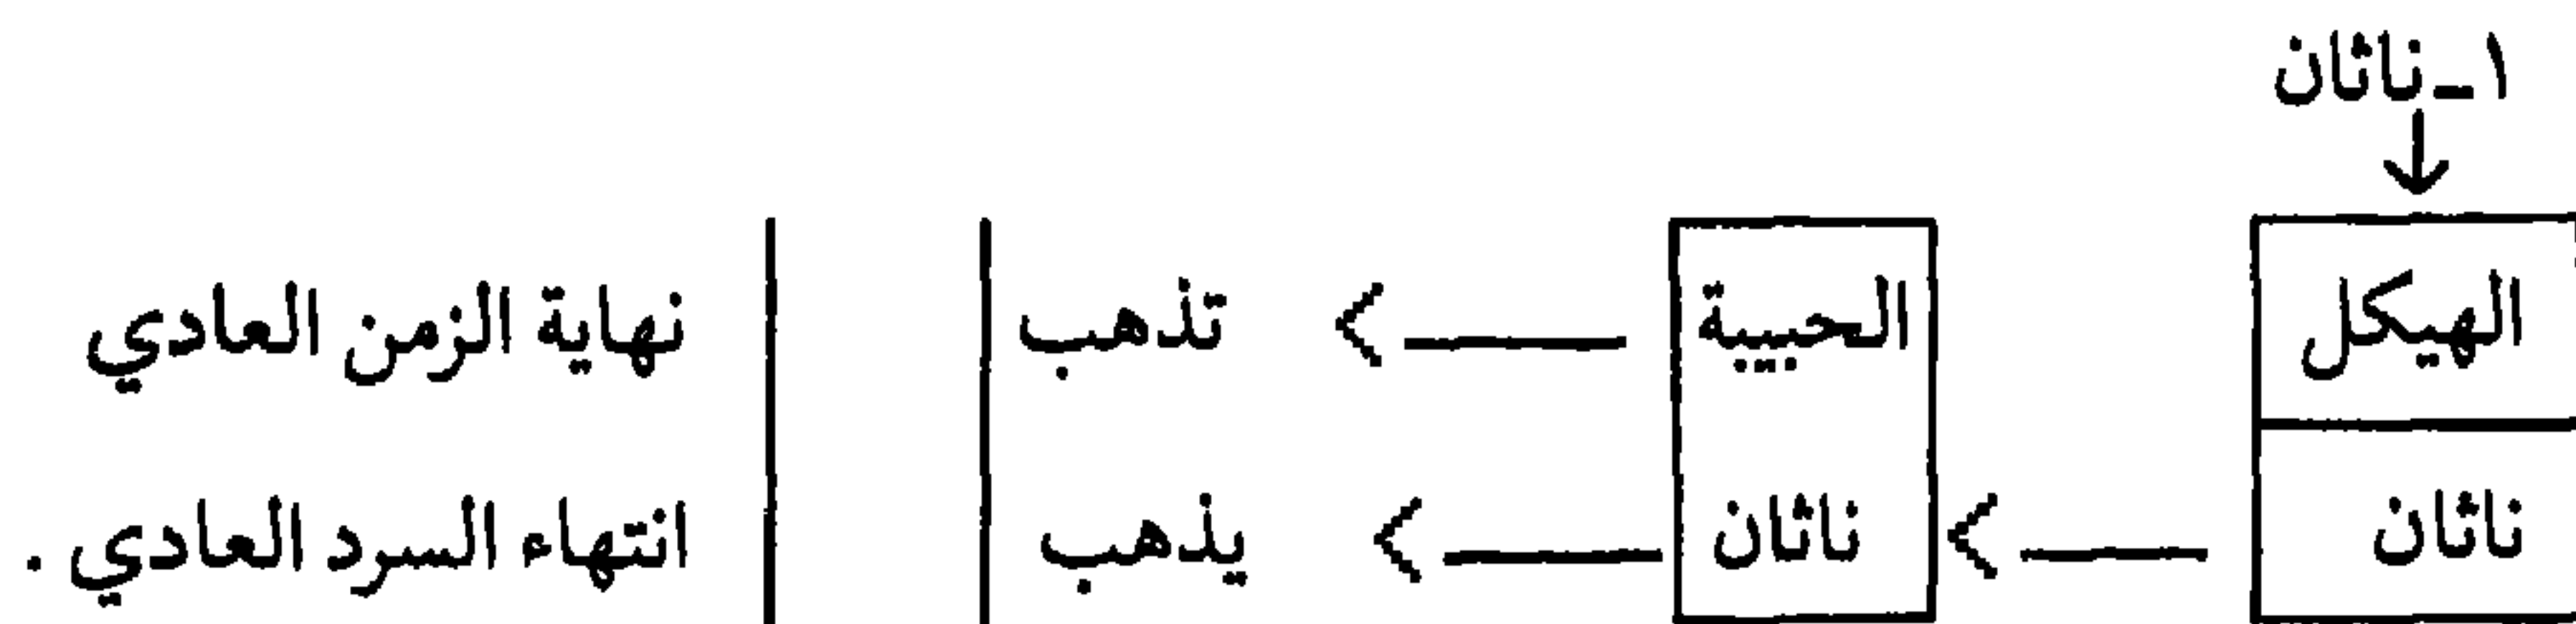 ١ـ ناثان
الهيكل الحبيبة تذهب نهاية الزمن العادي
ناثان ناثان يذهب انتهاء السرد العادي .